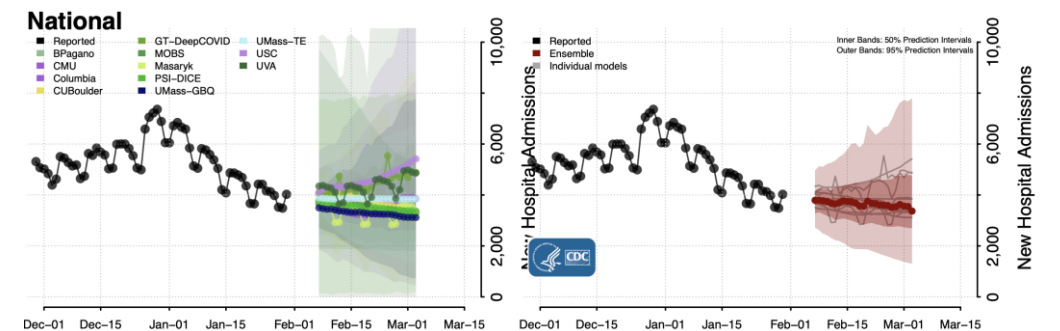 National
Reported
BPagano
CMU
Columbia
CUBoulder
GT−DeepCOVID
MOBS
Masaryk
PSI−DICE
UMass−GBQ
UMass−TE
USC
UVA
10,000
6,000
2,000
0
New Hospital Admissions
Dec−01 Dec−15 Jan−01 Jan−15 Feb−01 Feb−15 Mar−01 Mar−15
Reported
Ensemble
Individual models
Inner Bands: 50% Prediction Intervals
Outer Bands: 95% Prediction Intervals
CDC
10,000
6,000
2,000
0
New Hospital Admissions
Dec−01 Dec−15 Jan−01 Jan−15 Feb−01 Feb−15 Mar−01 Mar−15